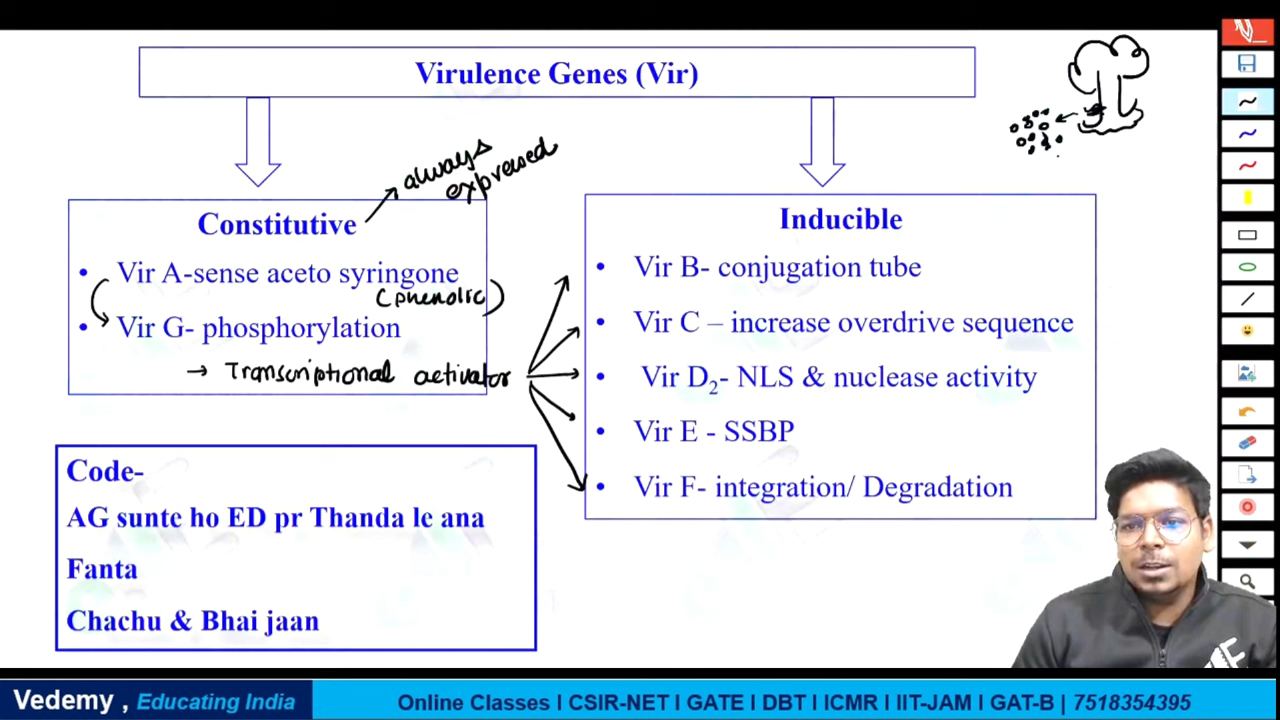 Virulence Genes (Vir)
always
expressed
Constitutive
• Vir A-sense aceto syringone
(phenolic)
• Vir G- phosphorylation
→ Transcriptional activator
Inducible
• Vir B- conjugation tube
• Vir C – increase overdrive sequence
• Vir D2- NLS & nuclease activity
• Vir E - SSBP
• Vir F- integration/ Degradation
Code-
AG sunte ho ED pr Thanda le ana
Fanta
Chachu & Bhai jaan
Vedemy , Educating India
Online Classes I CSIR-NET I GATE I DBT I ICMR I IIT-JAM I GAT-B | 7518354395